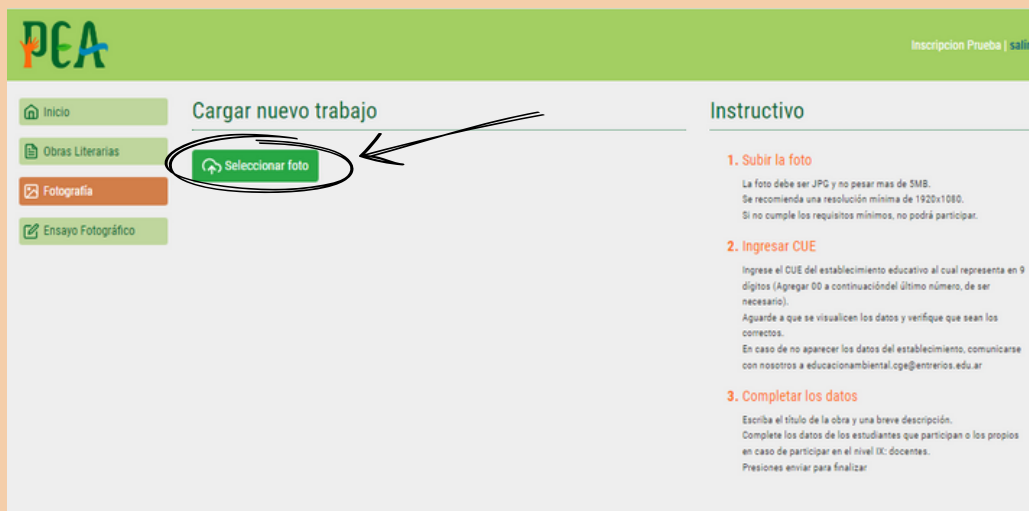 PEA
Inscripcion Prueba | salir
Inicio
Obras Literarias
Fotografía
Ensayo Fotográfico
Cargar nuevo trabajo
Seleccionar foto
Instructivo
1. Subir la foto
La foto debe ser JPG y no pesar mas de 5MB.
Se recomienda una resolución mínima de 1920x1080.
Si no cumple los requisitos mínimos, no podrá participar.
2. Ingresar CUE
Ingrese el CUE del establecimiento educativo al cual representa en 9
dígitos (Agregar 00 a continuacióndel último número, de ser
necesario).
Aguarde a que se visualicen los datos y verifique que sean los
correctos.
En caso de no aparecer los datos del establecimiento, comunicarse
con nosotros a educacionambiental.cge@entrerios.edu.ar
3. Completar los datos
Escriba el título de la obra y una breve descripción.
Complete los datos de los estudiantes que participan o los propios
en caso de participar en el nivel IX: docentes.
Presiones enviar para finalizar